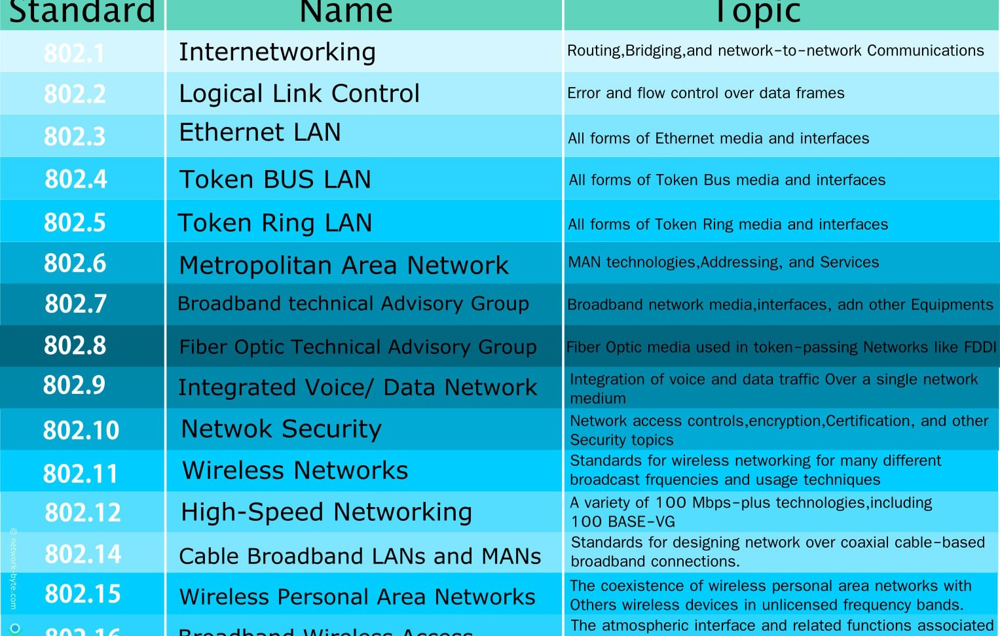 Standard Name Topic
802.1 Internetworking Routing,Bridging,and network-to-network Communications
802.2 Logical Link Control Error and flow control over data frames
802.3 Ethernet LAN All forms of Ethernet media and interfaces
802.4 Token BUS LAN All forms of Token Bus media and interfaces
802.5 Token Ring LAN All forms of Token Ring media and interfaces
802.6 Metropolitan Area Network MAN technologies,Addressing, and Services
802.7 Broadband technical Advisory Group Broadband network media,interfaces, adn other Equipments
802.8 Fiber Optic Technical Advisory Group Fiber Optic media used in token-passing Networks like FDDI
802.9 Integrated Voice/ Data Network Integration of voice and data traffic Over a single network
medium
802.10 Netwok Security Network access controls,encryption,Certification, and other
Security topics
802.11 Wireless Networks Standards for wireless networking for many different
broadcast frquencies and usage techniques
802.12 High-Speed Networking A variety of 100 Mbps-plus technologies,including
100 BASE-VG
802.14 Cable Broadband LANs and MANs Standards for designing network over coaxial cable-based
broadband connections.
802.15 Wireless Personal Area Networks The coexistence of wireless personal area networks with
Others wireless devices in unlicensed frequency bands.
802.16 Broadband Wireless Access The atmospheric interface and related functions associated
© network-byte.com